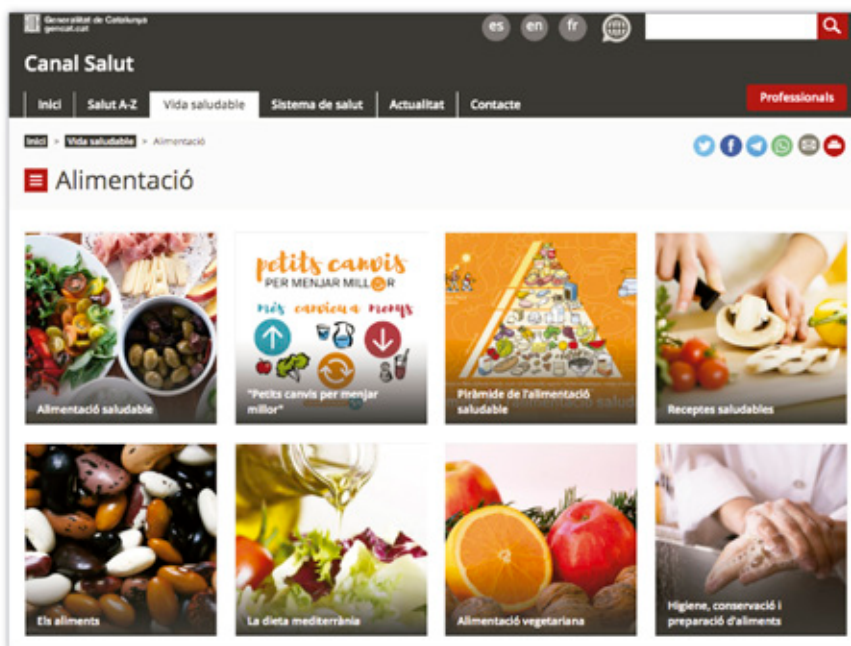 Generalitat de Catalunya
gencat.cat
es en fr
Canal Salut
Inici Salut A-Z Vida saludable Sistema de salut Actualitat Contacte
Professionals
Inici > Vida saludable > Alimentació
Alimentació
petits canvis
PER MENJAR MILLOR
més canvieu a menys
Alimentació saludable
"Petits canvis per menjar
millor"
Piràmide de l'alimentació
saludable
Receptes saludables
Els aliments
La dieta mediterrània
Alimentació vegetariana
Higiene, conservació i
preparació d'aliments